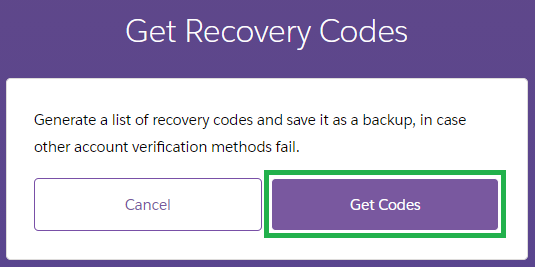 Get Recovery Codes
Generate a list of recovery codes and save it as a backup, in case
other account verification methods fail.
Cancel
Get Codes